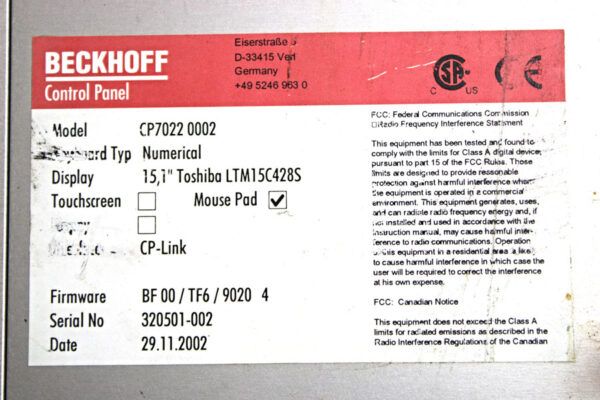 BECKHOFF
Control Panel
Eiserstraße 5
D-33415 Verl
Germany
+49 5246 963 0
CSA
C US
CE
Model CP7022 0002
Typ Numerical
Display 15,1" Toshiba LTM15C428S
Touchscreen Mouse Pad
CP-Link
Firmware BF 00 / TF6 / 9020 4
Serial No 320501-002
Date 29.11.2002
FCC: Federal Communications Commission
Radio Frequency Interference Statement
This equipment has been tested and found to
comply with the limits for Class A digital device,
pursuant to part 15 of the FCC Rules. Those
limits are designed to provide reasonable
protection against harmful interference when
the equipment is operated in a commercial
environment. This equipment generates, uses,
and can radiate radio frequency energy and, if
not installed and used in accordance with the
instruction manual, may cause harmful inter-
ference to radio communications. Operation
of this equipment in a residential area is likely
to cause harmful interference in which case the
user will be required to correct the interference
at his own expense.
FCC: Canadian Notice
This equipment does not exceed the Class A
limits for radiated emissions as described in the
Radio Interference Regulations of the Canadian